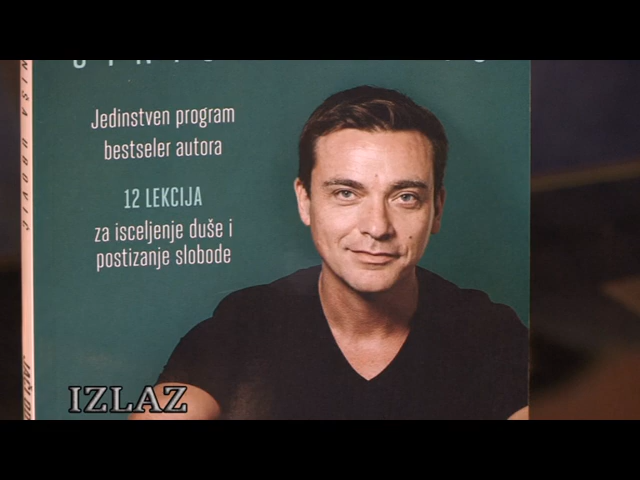 Jedinstven program
bestseler autora
12 LEKCIJA
za isceljenje duše i
postizanje slobode
IZLAZ